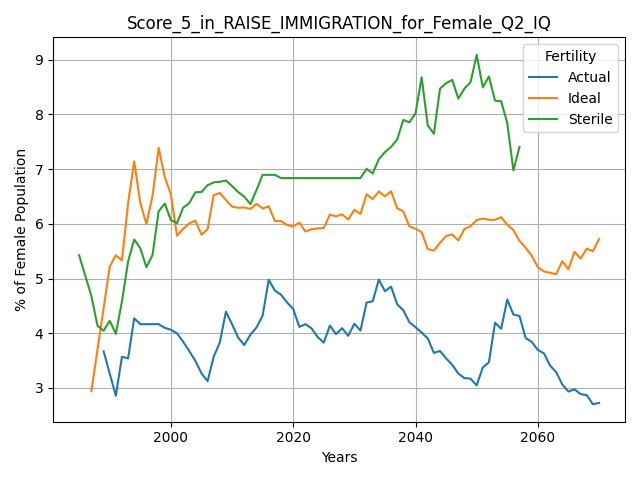 Score_5_in_RAISE_IMMIGRATION_for_Female_Q2_IQ
% of Female Population
9
8
7
6
5
4
3
Fertility
Actual
Ideal
Sterile
2000 2020 2040 2060
Years